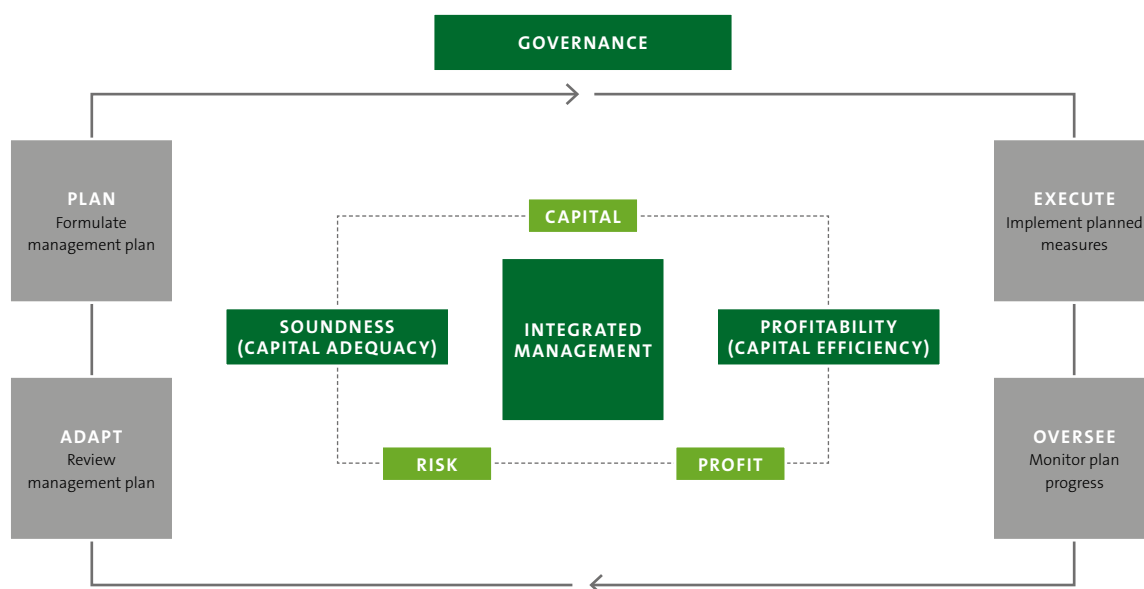 GOVERNANCE
PLAN
Formulate
management plan
EXECUTE
Implement planned
measures
CAPITAL
SOUNDNESS
(CAPITAL ADEQUACY)
INTEGRATED
MANAGEMENT
PROFITABILITY
(CAPITAL EFFICIENCY)
ADAPT
Review
management plan
RISK
PROFIT
OVERSEE
Monitor plan
progress